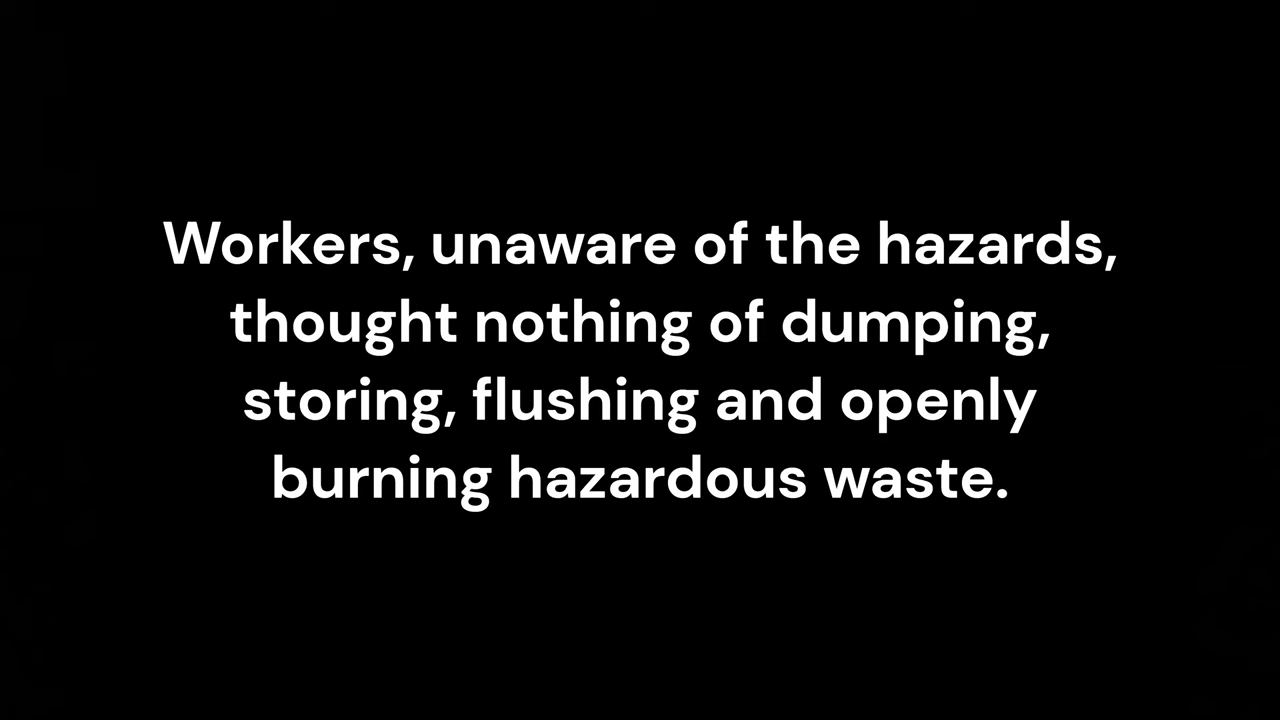 Workers, unaware of the hazards,
thought nothing of dumping,
storing, flushing and openly
burning hazardous waste.